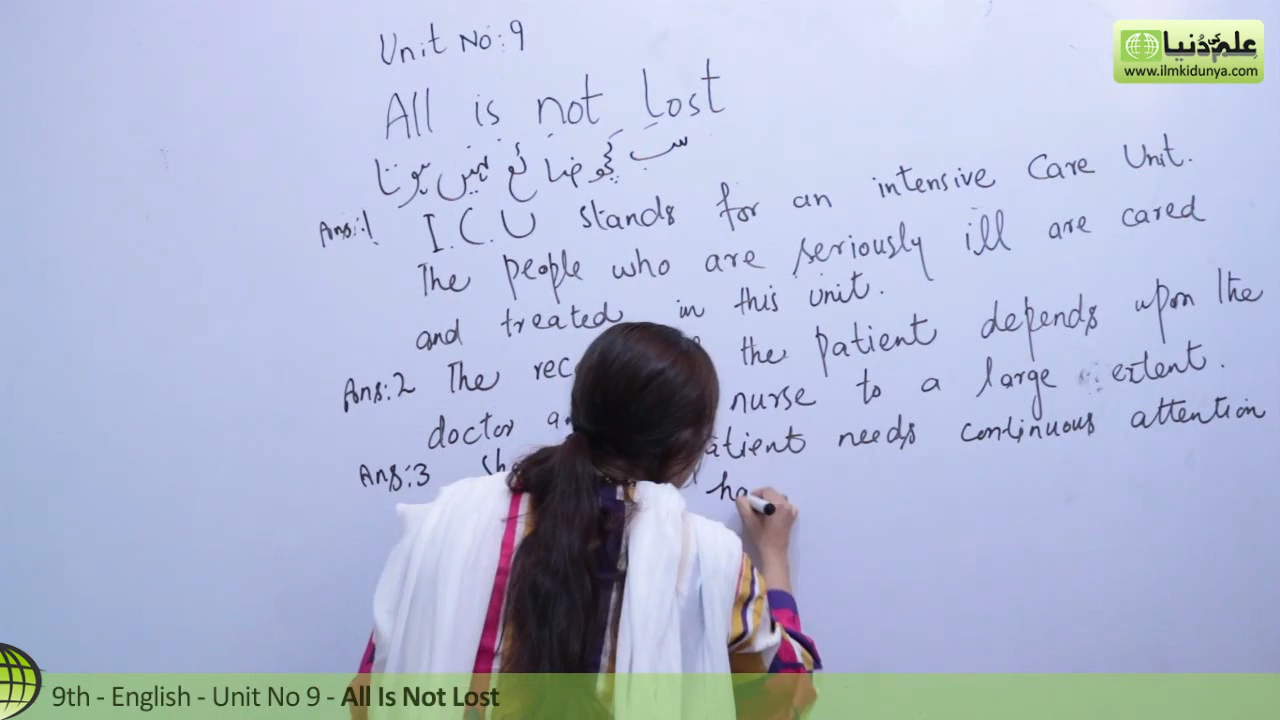 علم کی دُنیا
www.ilmkidunya.com
Unit No: 9
All is not Lost
سب کچھ ضائع نہیں ہوتا
Ans:1 I.C.U stands for an intensive Care Unit.
The people who are seriously ill are cared
and treated in this unit.
Ans:2 The the patient depends upon the
doctor nurse to a large extent.
Ans:3 needs continuous attention
9th - English - Unit No 9 - All Is Not Lost